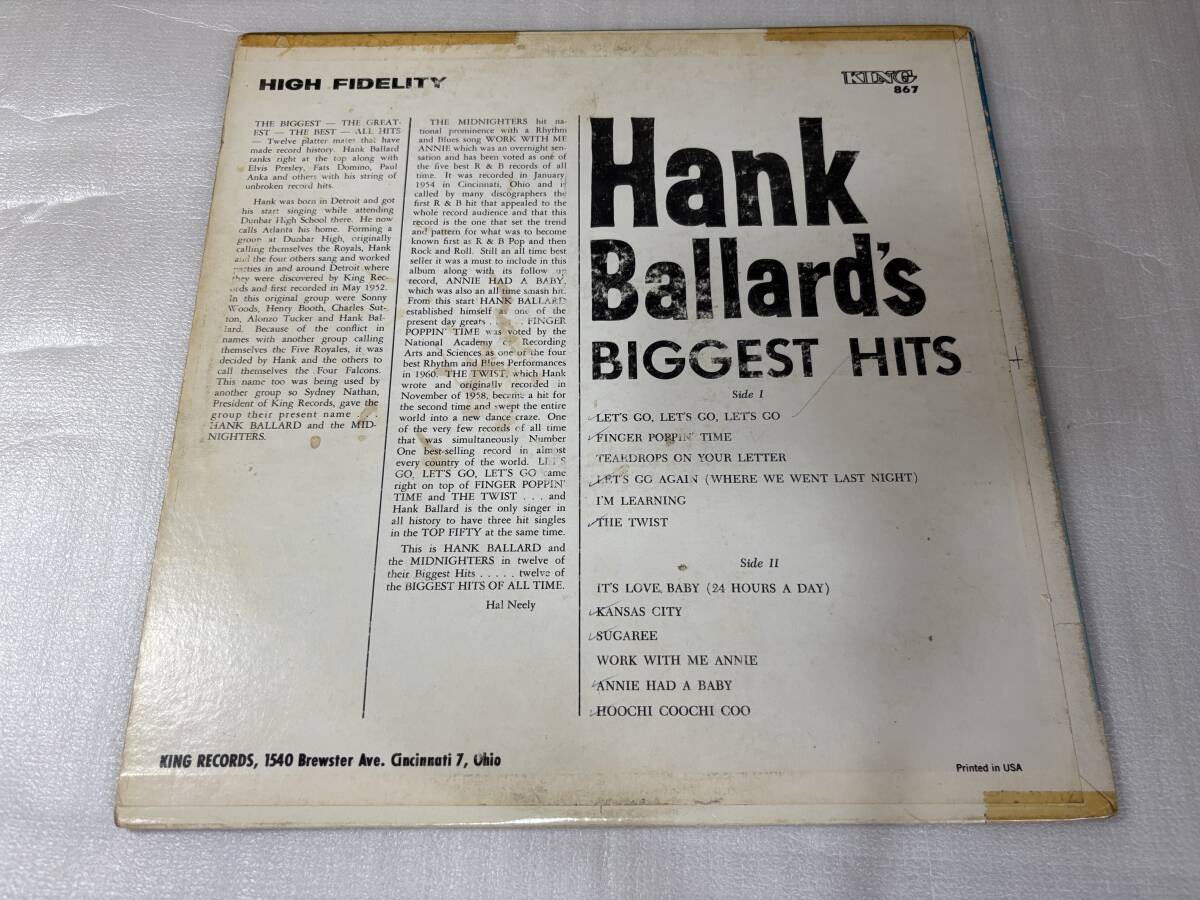 HIGH FIDELITY
KING
867
THE BIGGEST — THE GREAT-
EST — THE BEST — ALL HITS
— Twelve platter mates that have
made record history. Hank Ballard
ranks right at the top along with
Elvis Presley, Fats Domino, Paul
Anka and others with his string of
unbroken record hits.
Hank was born in Detroit and got
his start singing while attending
Dunbar High School there. He now
calls Atlanta his home. Forming a
group at Dunbar High, originally
calling themselves the Royals, Hank
and the four others sang and worked
parties in and around Detroit where
they were discovered by King Rec-
ords and first recorded in May 1952.
In this original group were Sonny
Woods, Henry Booth, Charles Sut-
ton, Alonzo Tucker and Hank Bal-
lard. Because of the conflict in
names with another group calling
themselves the Five Royales, it was
decided by Hank and the others to
call themselves the Four Falcons.
This name too was being used by
another group so Sydney Nathan,
President of King Records, gave the
group their present name . . .
HANK BALLARD and the MID-
NIGHTERS.
THE MIDNIGHTERS hit na-
tional prominence with a Rhythm
and Blues song WORK WITH ME
ANNIE which was an overnight sen-
sation and has been voted as one of
the five best R & B records of all
time. It was recorded in January
1954 in Cincinnati, Ohio and is
called by many discographers the
first R & B hit that appealed to the
whole record audience and that this
record is the one that set the trend
and pattern for what was to become
known first as R & B Pop and then
Rock and Roll. Still an all time best
seller it was a must to include in this
album along with its follow up
record, ANNIE HAD A BABY,
which was also an all time smash hit.
From this start HANK BALLARD
established himself as one of the
present day greats . . . . FINGER
POPPIN' TIME was voted by the
National Academy of Recording
Arts and Sciences as one of the four
best Rhythm and Blues Performances
in 1960. THE TWIST, which Hank
wrote and originally recorded in
November of 1958, became a hit for
the second time and swept the entire
world into a new dance craze. One
of the very few records of all time
that was simultaneously Number
One best-selling record in almost
every country of the world. LET'S
GO, LET'S GO, LET'S GO came
right on top of FINGER POPPIN'
TIME and THE TWIST . . . and
Hank Ballard is the only singer in
all history to have three hit singles
in the TOP FIFTY at the same time.
This is HANK BALLARD and
the MIDNIGHTERS in twelve of
their Biggest Hits . . . . . twelve of
the BIGGEST HITS OF ALL TIME.
Hal Neely
Hank
Ballard's
BIGGEST HITS
Side I
LET'S GO, LET'S GO, LET'S GO
FINGER POPPIN' TIME
TEARDROPS ON YOUR LETTER
LET'S GO AGAIN (WHERE WE WENT LAST NIGHT)
I'M LEARNING
THE TWIST
Side II
IT'S LOVE BABY (24 HOURS A DAY)
KANSAS CITY
SUGAREE
WORK WITH ME ANNIE
ANNIE HAD A BABY
HOOCHI COOCHI COO
KING RECORDS, 1540 Brewster Ave. Cincinnati 7, Ohio
Printed in USA